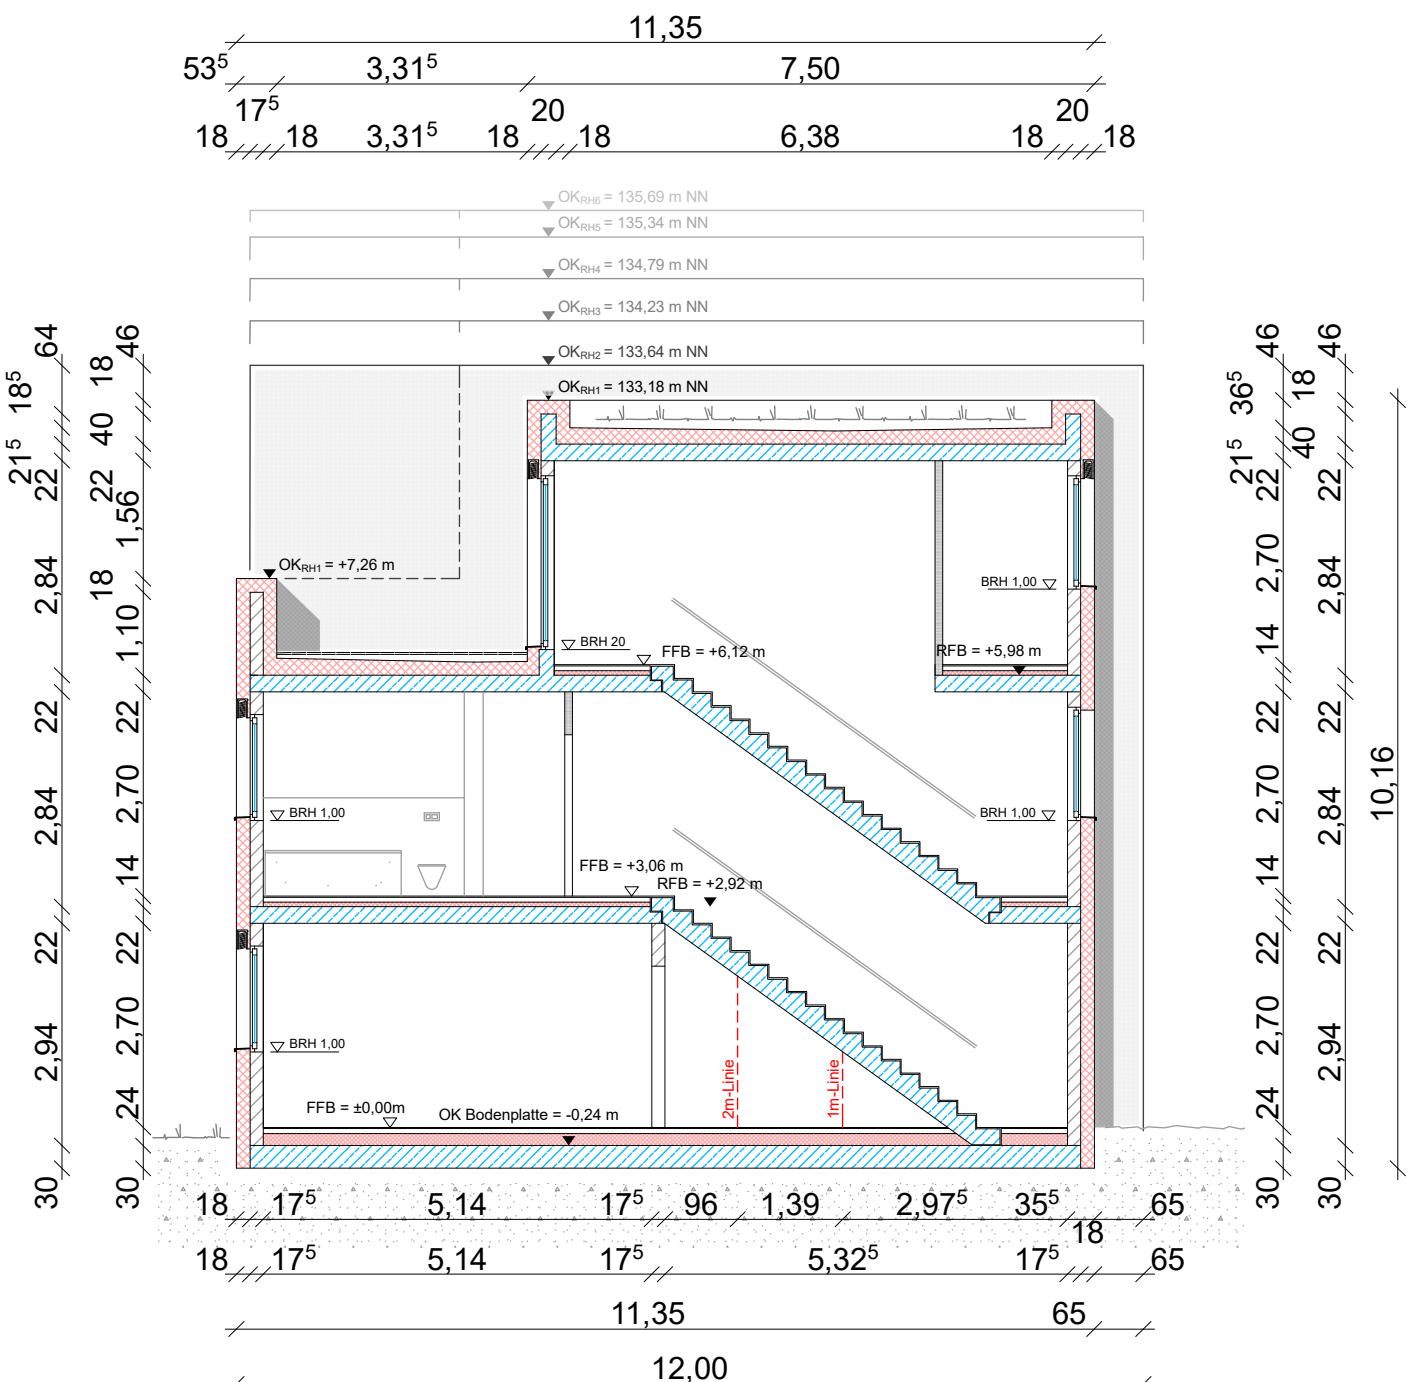 11,35
53⁵ 3,31⁵ 7,50
17⁵ 20 20
18 18 3,31⁵ 18 18 6,38 18 18
OK_RH6 = 135,69 m NN
OK_RH5 = 135,34 m NN
OK_RH4 = 134,79 m NN
OK_RH3 = 134,23 m NN
OK_RH2 = 133,64 m NN
OK_RH1 = 133,18 m NN
64
18⁵
21⁵
22
2,84
22
2,84
22
2,94
30
46
18
40
22
1,56
18
1,10
22
2,70
14
22
2,70
24
30
OK_RH1 = +7,26 m
BRH 1,00
BRH 20
FFB = +6,12 m
RFB = +5,98 m
BRH 1,00
BRH 1,00
FFB = +3,06 m
RFB = +2,92 m
BRH 1,00
2m-Linie
1m-Linie
FFB = ±0,00m
OK Bodenplatte = -0,24 m
46
36⁵
21⁵
22
2,70
14
22
2,70
14
22
2,70
24
30
46
18
40
22
2,84
22
2,84
22
2,94
30
10,16
18 17⁵ 5,14 17⁵ 96 1,39 2,97⁵ 35⁵ 65
18
18 17⁵ 5,14 17⁵ 5,32⁵ 17⁵ 65
11,35 65
12,00